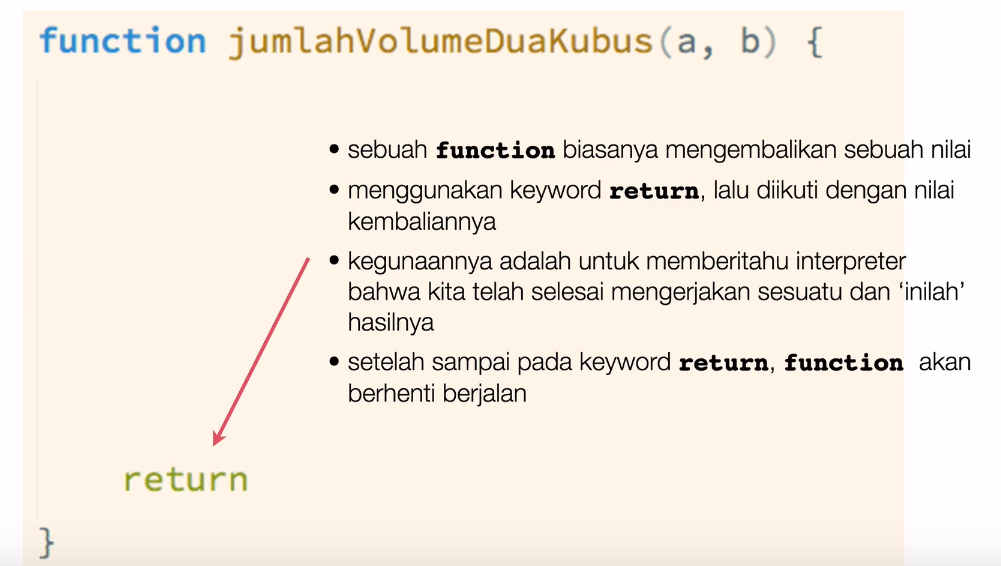 function jumlahVolumeDuaKubus(a, b) {
• sebuah function biasanya mengembalikan sebuah nilai
• menggunakan keyword return, lalu diikuti dengan nilai
kembaliannya
• kegunaannya adalah untuk memberitahu interpreter
bahwa kita telah selesai mengerjakan sesuatu dan ‘inilah’
hasilnya
• setelah sampai pada keyword return, function akan
berhenti berjalan
return
}